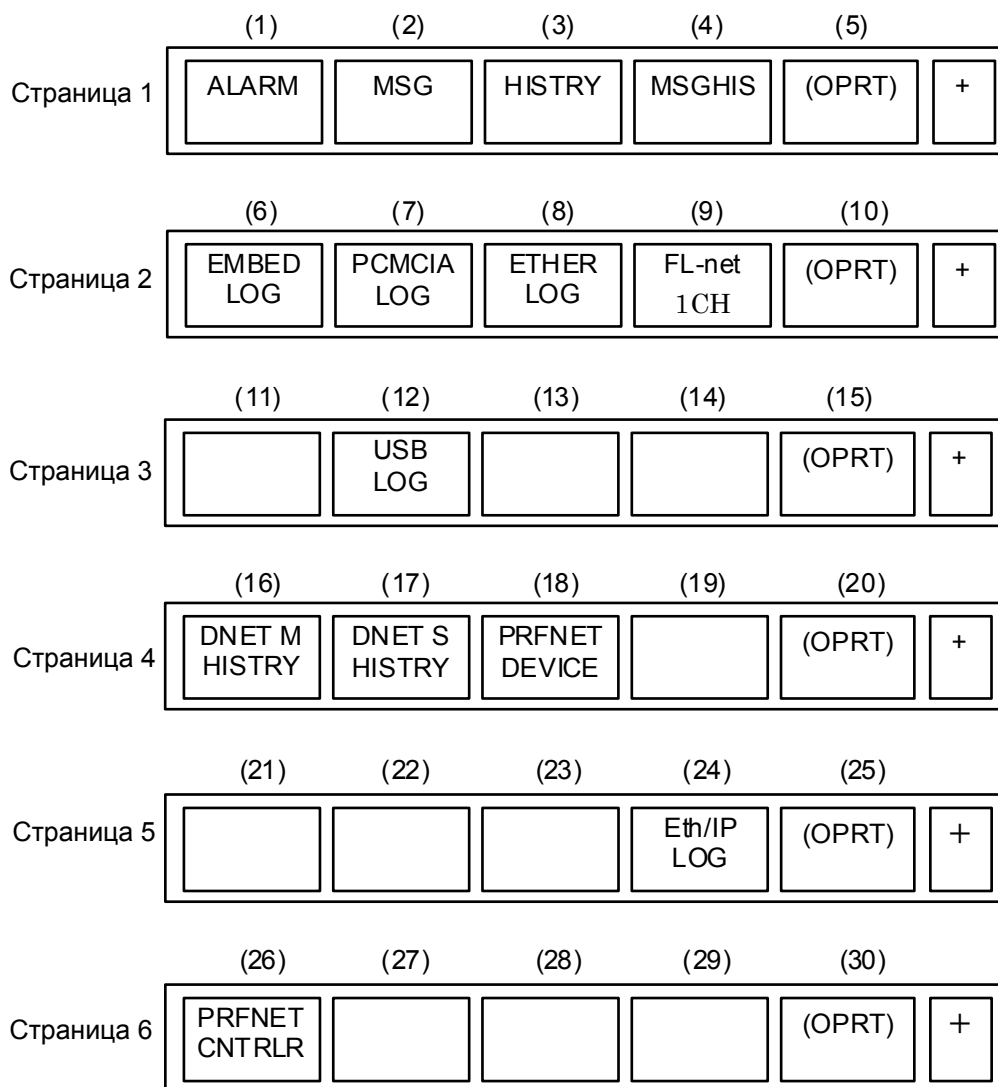 (1) (2) (3) (4) (5)
Страница 1 ALARM MSG HISTRY MSGHIS (OPRT) +
(6) (7) (8) (9) (10)
Страница 2 EMBED LOG PCMCIA LOG ETHER LOG FL-net 1CH (OPRT) +
(11) (12) (13) (14) (15)
Страница 3 USB LOG (OPRT) +
(16) (17) (18) (19) (20)
Страница 4 DNET M HISTRY DNET S HISTRY PRFNET DEVICE (OPRT) +
(21) (22) (23) (24) (25)
Страница 5 Eth/IP LOG (OPRT) +
(26) (27) (28) (29) (30)
Страница 6 PRFNET CNTRLR (OPRT) +